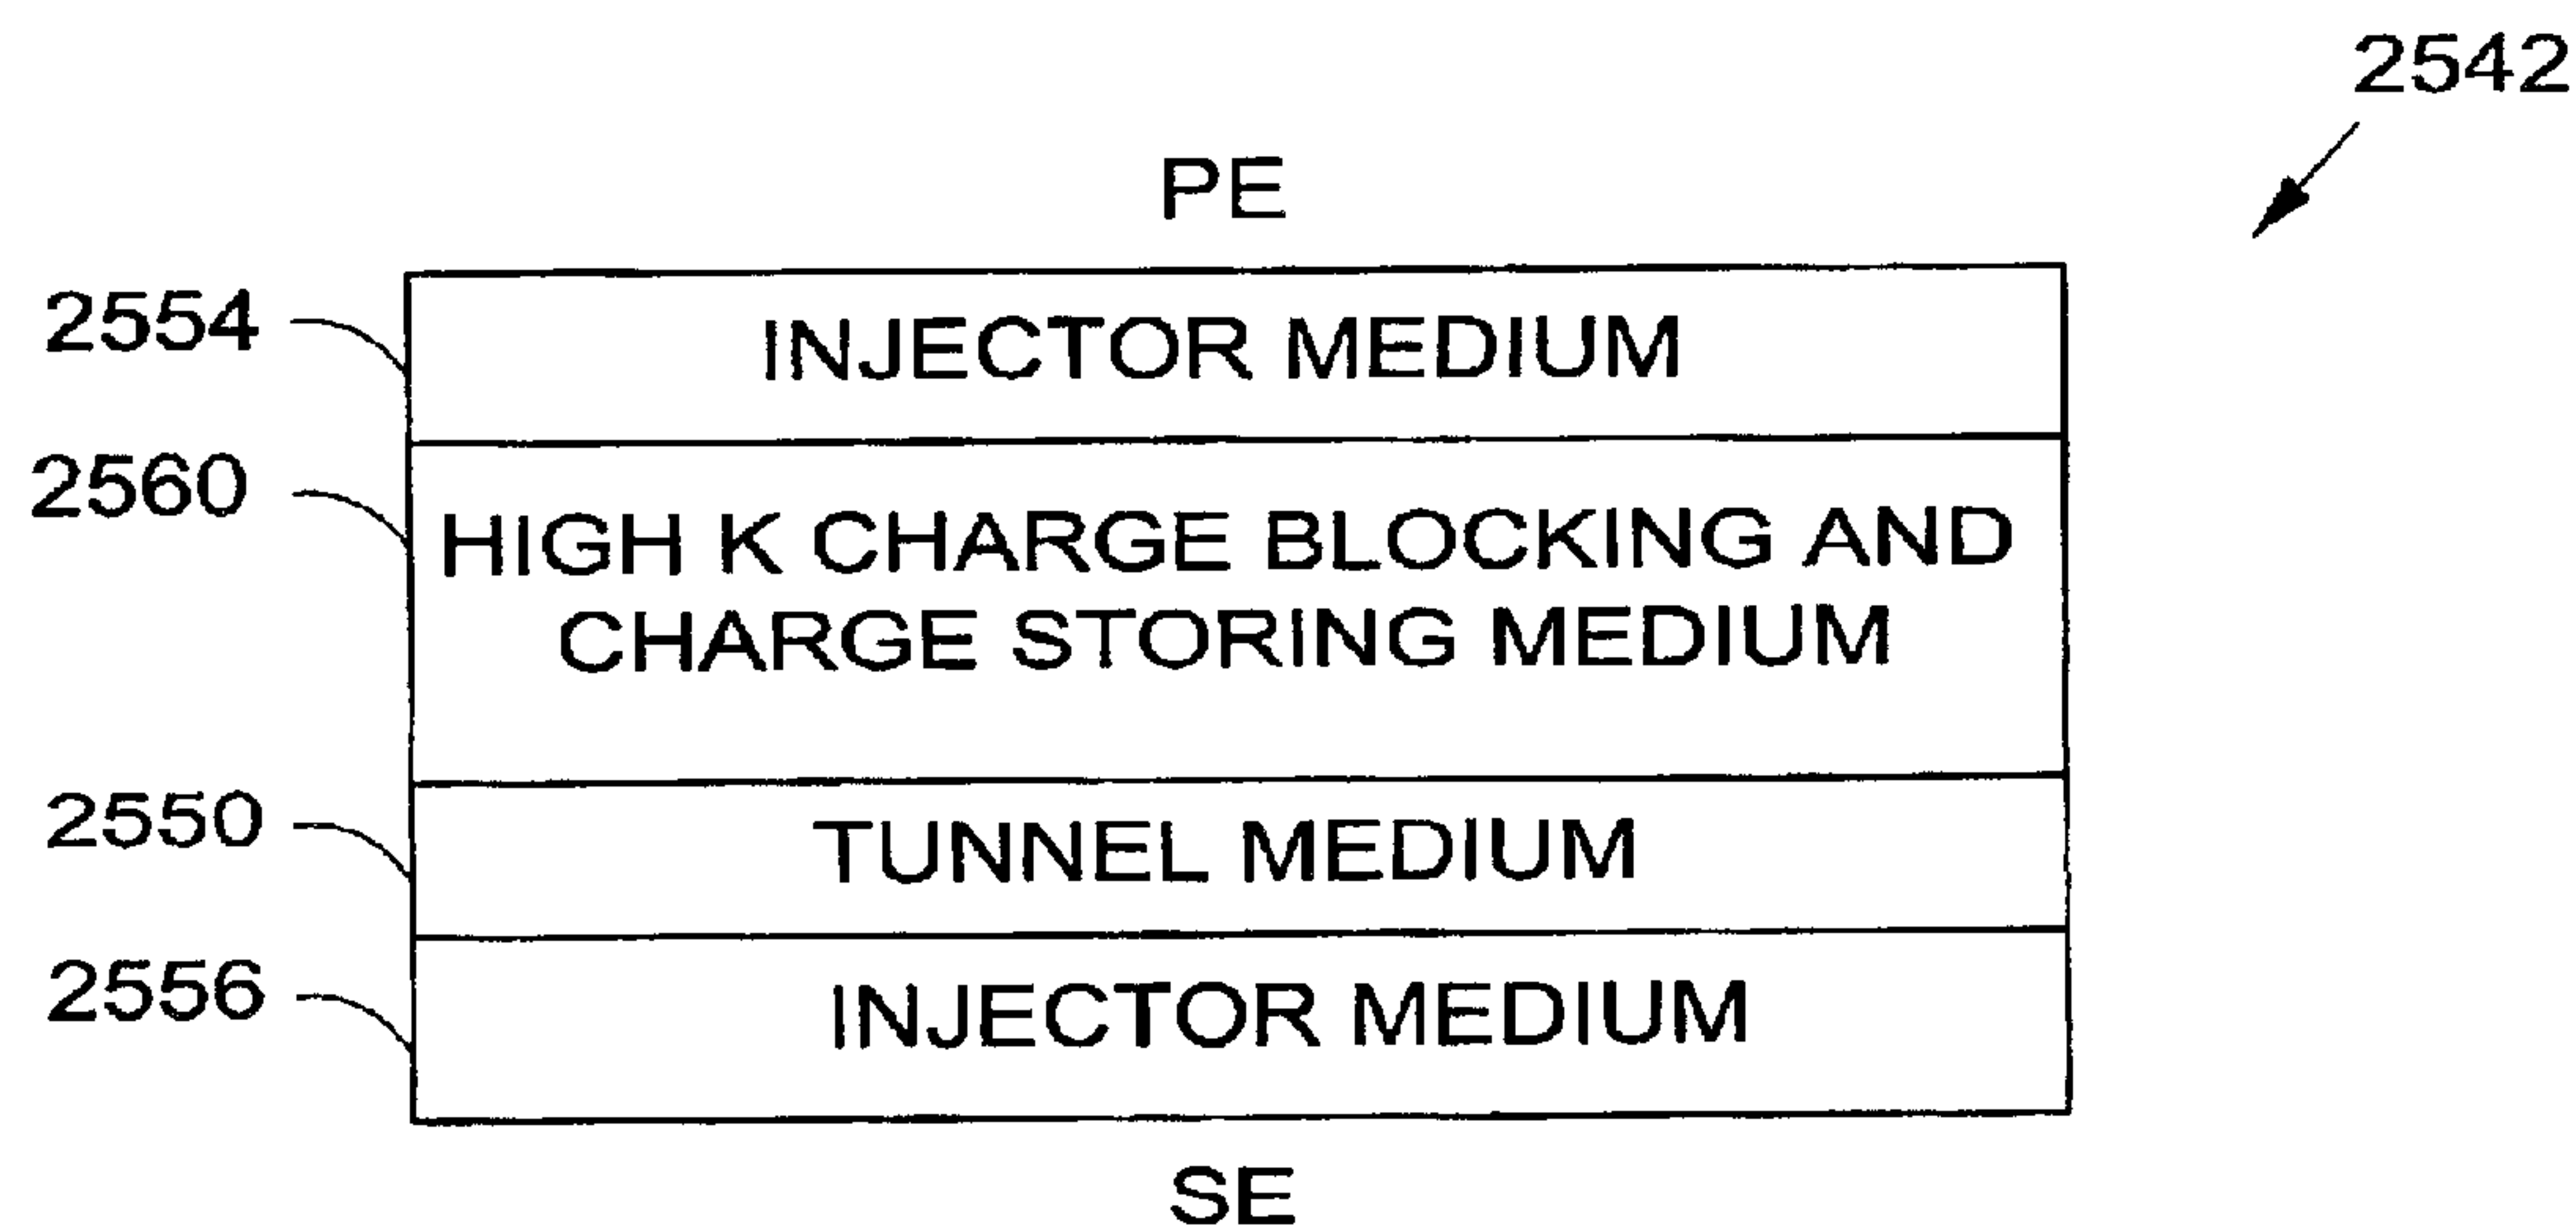 2542
PE
2554
INJECTOR MEDIUM
2560
HIGH K CHARGE BLOCKING AND
CHARGE STORING MEDIUM
2550
TUNNEL MEDIUM
2556
INJECTOR MEDIUM
SE